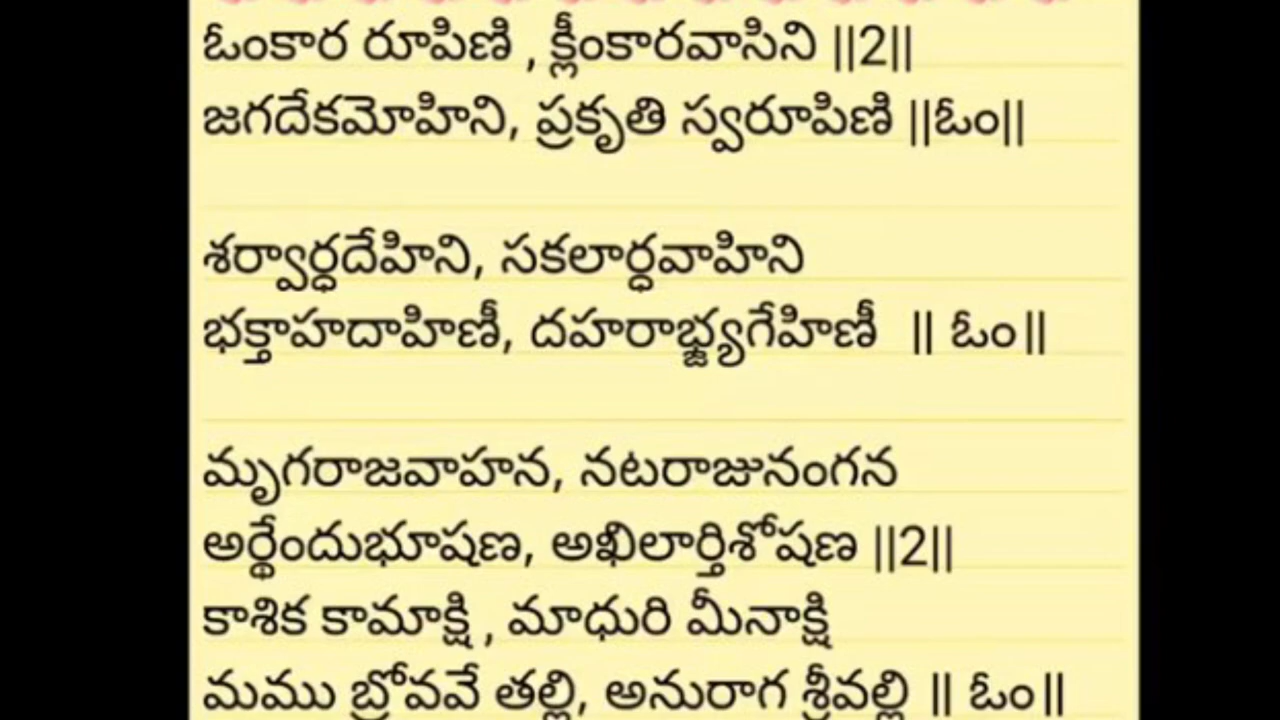 ఓంకార రూపిణి , క్లీంకారవాసిని ||2||
జగదేకమోహిని, ప్రకృతి స్వరూపిణి ||ఓం||
శర్వార్ధదేహిని, సకలార్ధవాహిని
భక్తాహదాహిణీ, దహరాభ్జ్యగేహిణీ || ఓం||
మృగరాజవాహన, నటరాజునంగన
అర్థేందుభూషణ, అఖిలార్తిశోషణ ||2||
కాశిక కామాక్షి , మాధురి మీనాక్షి
మము బ్రోవవే తల్లి, అనురాగ శ్రీవల్లి || ఓం||